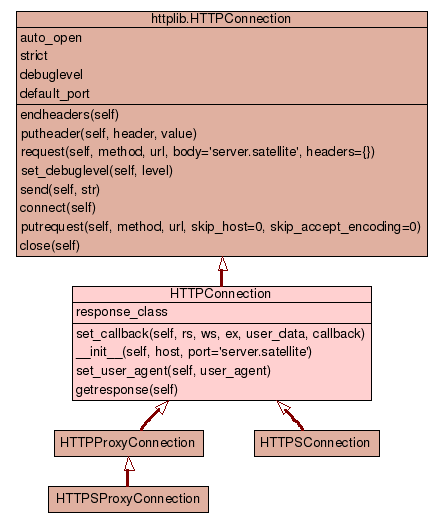 httplib.HTTPConnection
auto_open
strict
debuglevel
default_port
endheaders(self)
putheader(self, header, value)
request(self, method, url, body='server.satellite', headers={})
set_debuglevel(self, level)
send(self, str)
connect(self)
putrequest(self, method, url, skip_host=0, skip_accept_encoding=0)
close(self)
HTTPConnection
response_class
set_callback(self, rs, ws, ex, user_data, callback)
__init__(self, host, port='server.satellite')
set_user_agent(self, user_agent)
getresponse(self)
HTTPProxyConnection
HTTPSConnection
HTTPSProxyConnection